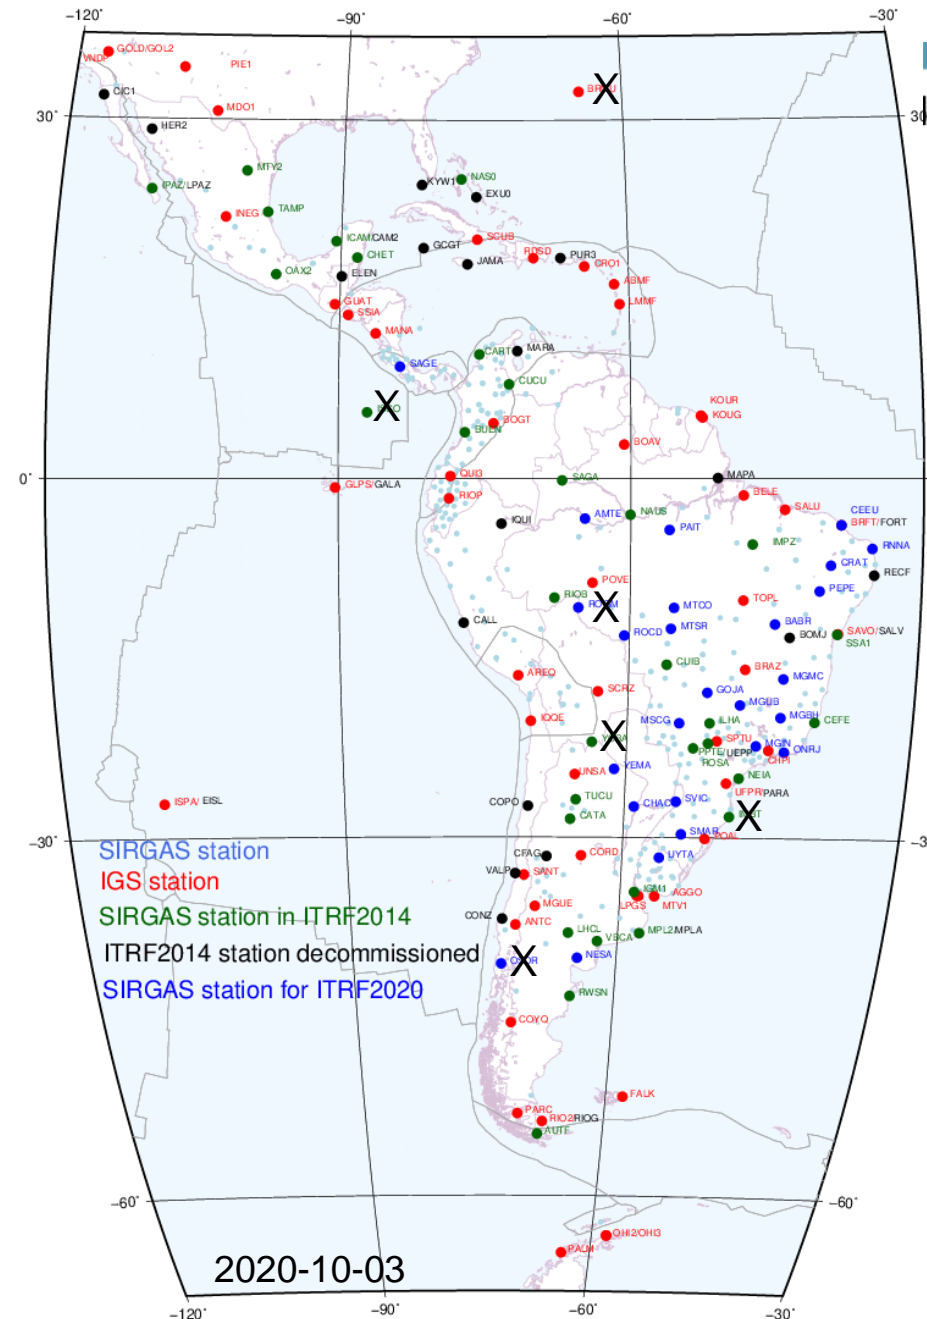 -120° -90° -60° -30°
GOLD/GOL2
VNDP
PIE1
CIC1
MDO1
X
30° 30
HER2
MTY2
LPAZ/LPAZ
KYW1
NAS0
EXU0
INEG
TAMP
ICAM/CAM2
GCGT
SCUB
CHET
JAMA
RDSD
PUR3
CRO1
OAX2
ELEN
ABMF
GUAT
LMMF
SSIA
MANA
SAGE
CART
MARA
CUCU
X
KOUR
KOUG
BOGT
BUEN
BOAV
0°
QUI3
SAGA
MAPA
GLPS/GALA
RIOP
BELE
SALU
IQUI
AMTE
NAUS
PAIT
CEEU
BRFT/FORT
IMPZ
RNNA
CRAT
RECF
POVE
PEPE
RIOB
X
MTCO
TOPL
CALL
ROCD
MTSR
BABR
BOMJ
SAVO/SALV
SSA1
CUIB
AREQ
BRAZ
MGMC
SCRZ
GOJA
MGUB
IQQE
MSCG
ILHA
MGBH
CEFE
X
SPTU
PPTE/UEPP
ROSA
MGIN
ONRJ
CHPI
UNSA
YEMA
NEIA
UFPR/PARA
ISPA/ EISL
COPO
TUCU
CHAC
SVIC
CATA
X
SMAR
POAL
-30° -3
SIRGAS station
CFAG
CORD
UYTA
VALP
SANT
IGS station
IGM1
AGGO
LPGS
MTV1
MGUE
SIRGAS station in ITRF2014
CONZ
ANTC
LHCL
VBCA
MPL2/MPLA
ITRF2014 station decommissioned
NESA
X
SIRGAS station for ITRF2020
RWSN
COYQ
FALK
PARC
RIO2/RIOG
AUTF
-60° -60°
OHI2/OHI3
PALM
2020-10-03
-120° -90° -60° -30°